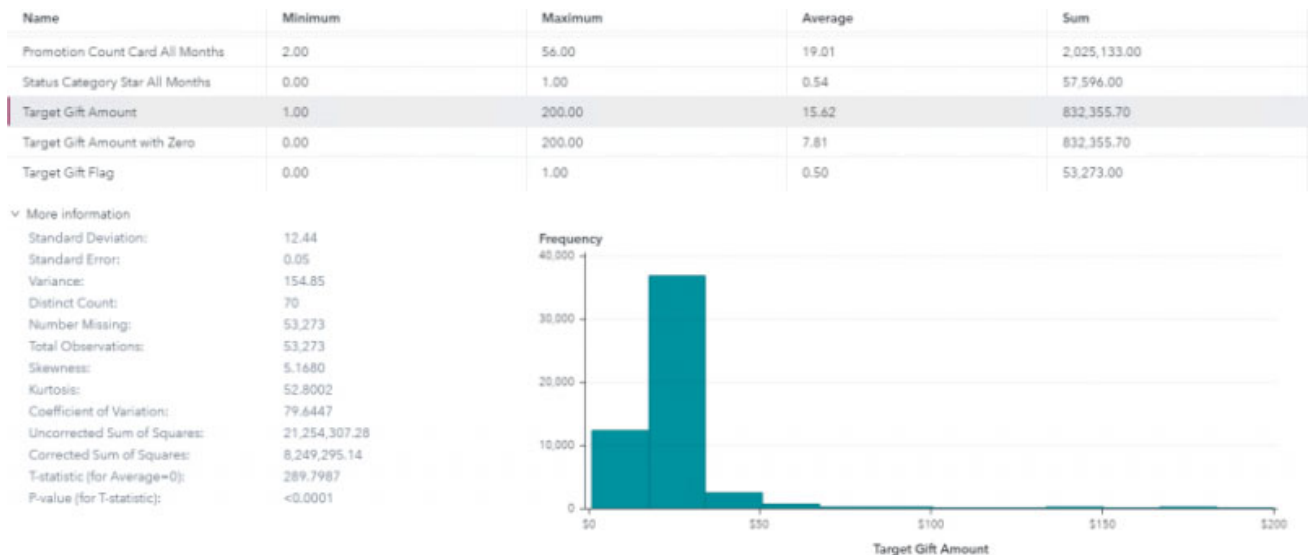 Name Minimum Maximum Average Sum
Promotion Count Card All Months 2.00 56.00 19.01 2,025,133.00
Status Category Star All Months 0.00 1.00 0.54 57,596.00
Target Gift Amount 1.00 200.00 15.62 832,355.70
Target Gift Amount with Zero 0.00 200.00 7.81 832,355.70
Target Gift Flag 0.00 1.00 0.50 53,273.00
More information
Standard Deviation: 12.44
Standard Error: 0.05
Variance: 154.85
Distinct Count: 70
Number Missing: 53,273
Total Observations: 53,273
Skewness: 5.1680
Kurtosis: 52.8002
Coefficient of Variation: 79.6447
Uncorrected Sum of Squares: 21,254,307.28
Corrected Sum of Squares: 8,249,295.14
T-statistic (for Average=0): 289.7987
P-value (for T-statistic): <0.0001
Frequency
40,000
30,000
20,000
10,000
0
$0 $50 $100 $150 $200
Target Gift Amount